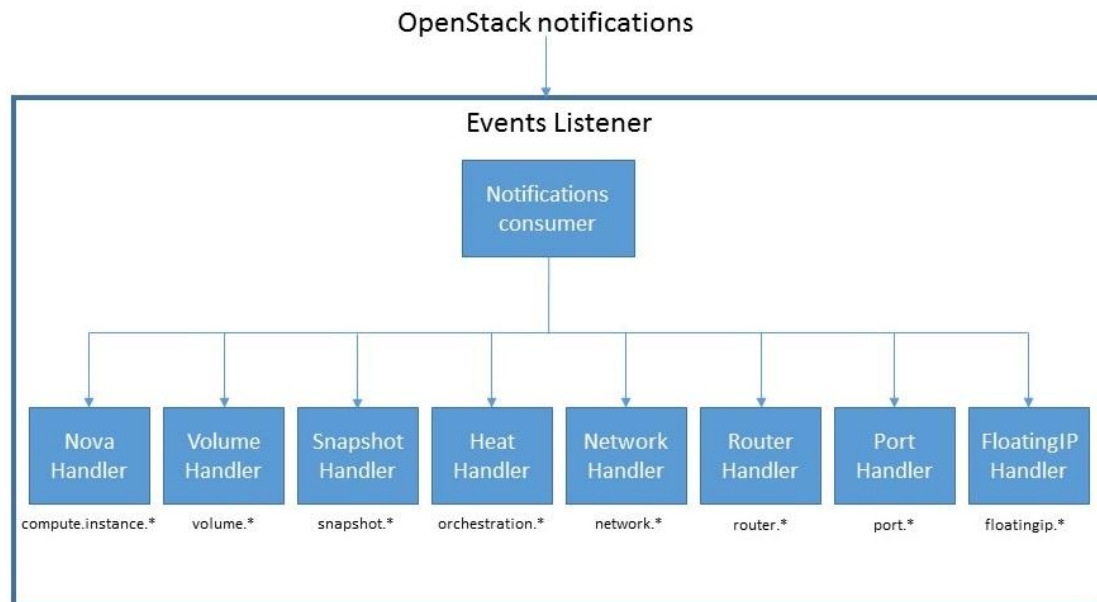 OpenStack notifications
Events Listener
Notifications
consumer
Nova
Handler
Volume
Handler
Snapshot
Handler
Heat
Handler
Network
Handler
Router
Handler
Port
Handler
FloatingIP
Handler
compute.instance.*
volume.*
snapshot.*
orchestration.*
network.*
router.*
port.*
floatingip.*